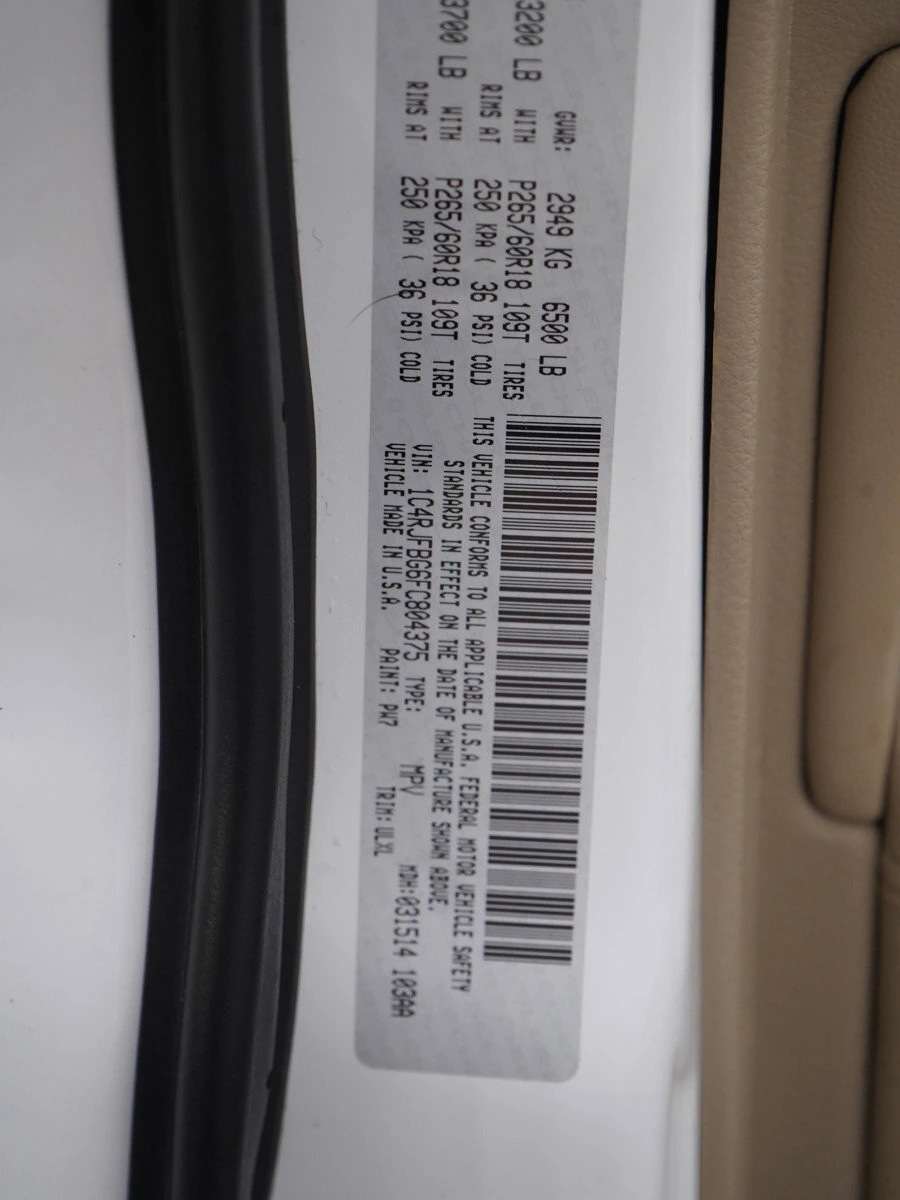 GVWR: 2949 KG 6500 LB
3200 LB WITH P265/60R18 109T TIRES
RIMS AT 250 KPA ( 36 PSI) COLD
3700 LB WITH P265/60R18 109T TIRES
RIMS AT 250 KPA ( 36 PSI) COLD
THIS VEHICLE CONFORMS TO ALL APPLICABLE U.S.A. FEDERAL MOTOR VEHICLE SAFETY
STANDARDS IN EFFECT ON THE DATE OF MANUFACTURE SHOWN ABOVE.
VIN: 1C4RJFBG6FC804375 TYPE: MPV MDH:031514 103AA
VEHICLE MADE IN U.S.A. PAINT: PW7 TRIM: ULXL